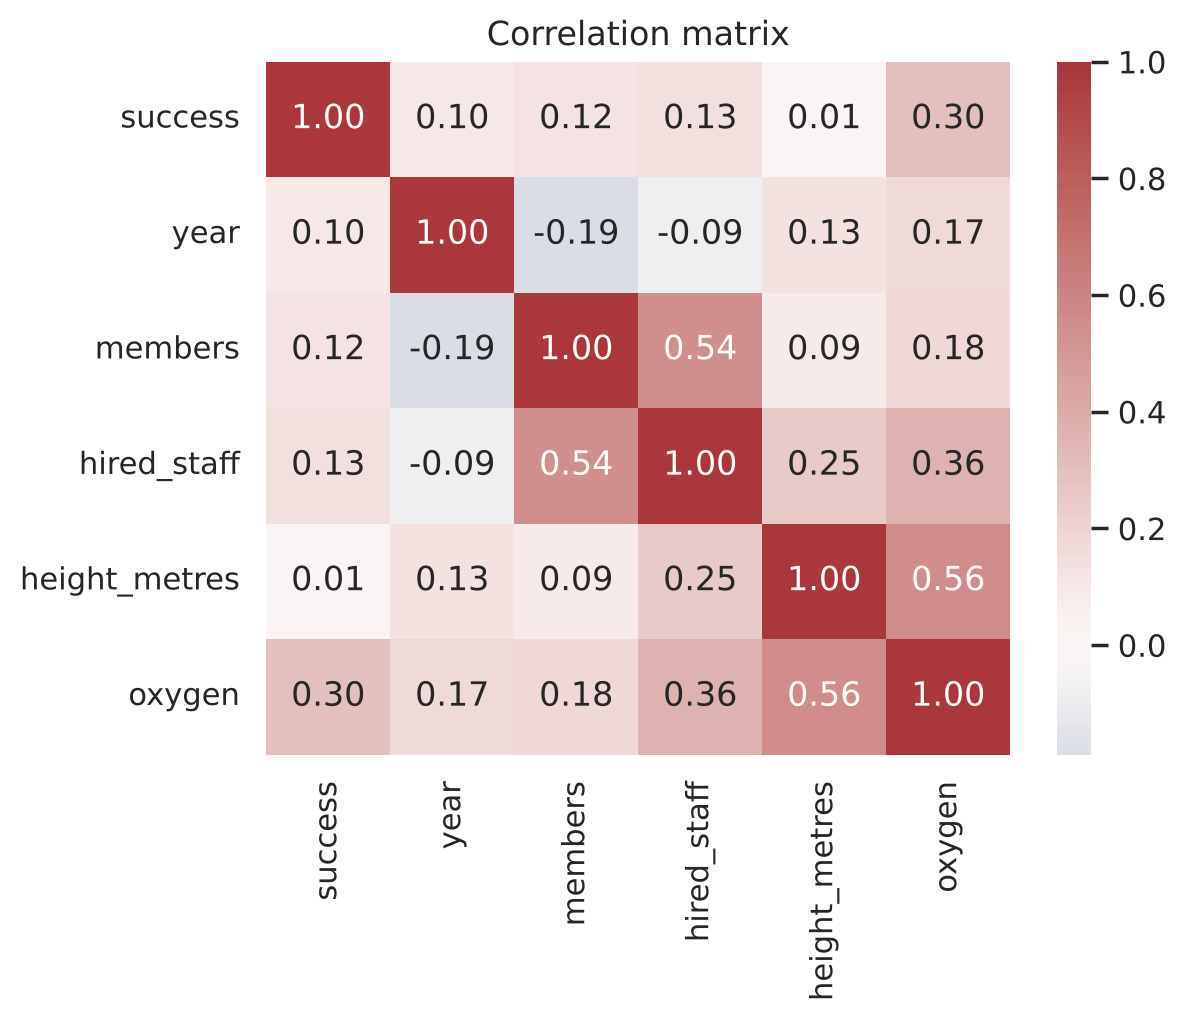 Correlation matrix
success 1.00 0.10 0.12 0.13 0.01 0.30
year 0.10 1.00 -0.19 -0.09 0.13 0.17
members 0.12 -0.19 1.00 0.54 0.09 0.18
hired_staff 0.13 -0.09 0.54 1.00 0.25 0.36
height_metres 0.01 0.13 0.09 0.25 1.00 0.56
oxygen 0.30 0.17 0.18 0.36 0.56 1.00
success
year
members
hired_staff
height_metres
oxygen
1.0
0.8
0.6
0.4
0.2
0.0